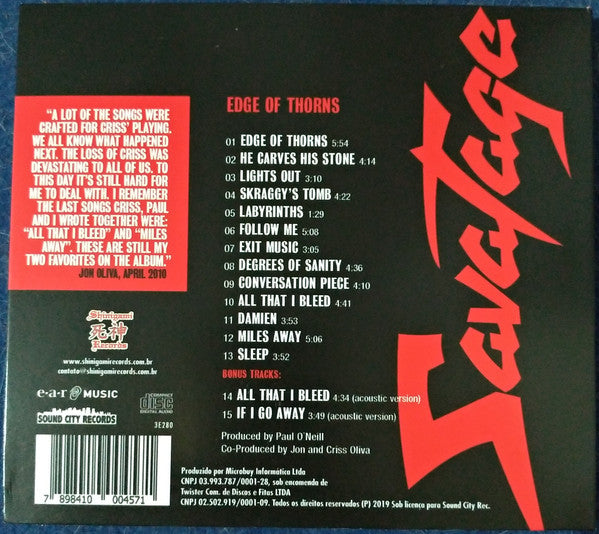 "A LOT OF THE SONGS WERE
CRAFTED FOR CRISS' PLAYING.
WE ALL KNOW WHAT HAPPENED
NEXT. THE LOSS OF CRISS WAS
DEVASTATING TO ALL OF US. TO
THIS DAY IT'S STILL HARD FOR
ME TO DEAL WITH. I REMEMBER
THE LAST SONGS CRISS, PAUL
AND I WROTE TOGETHER WERE:
"ALL THAT I BLEED" AND "MILES
AWAY". THESE ARE STILL MY
TWO FAVORITES ON THE ALBUM."
JON OLIVA, APRIL 2010
Shinigami
死神
Records
www.shinigamirecords.com.br
contato@shinigamirecords.com.br
e-a-r MUSIC
COMPACT
disc
DIGITAL AUDIO
SOUND CITY RECORDS
3E280
7 898410 004571
EDGE OF THORNS
01 EDGE OF THORNS 5:54
02 HE CARVES HIS STONE 4:14
03 LIGHTS OUT 3:10
04 SKRAGGY'S TOMB 4:22
05 LABYRINTHS 1:29
06 FOLLOW ME 5:08
07 EXIT MUSIC 3:05
08 DEGREES OF SANITY 4:36
09 CONVERSATION PIECE 4:10
10 ALL THAT I BLEED 4:41
11 DAMIEN 3:53
12 MILES AWAY 5:06
13 SLEEP 3:52
BONUS TRACKS:
14 ALL THAT I BLEED 4:34 (acoustic version)
15 IF I GO AWAY 3:49 (acoustic version)
Produced by Paul O'Neill
Co-Produced by Jon and Criss Oliva
Produzido por Microbuy Informática Ltda
CNPJ 03.993.787/0001-28, sob encomenda de
Twister Com. de Discos e Fitas LTDA
CNPJ 02.502.919/0001-09. Todos os direitos reservados (P) 2019 Sob licença para Sound City Rec.
Savatage